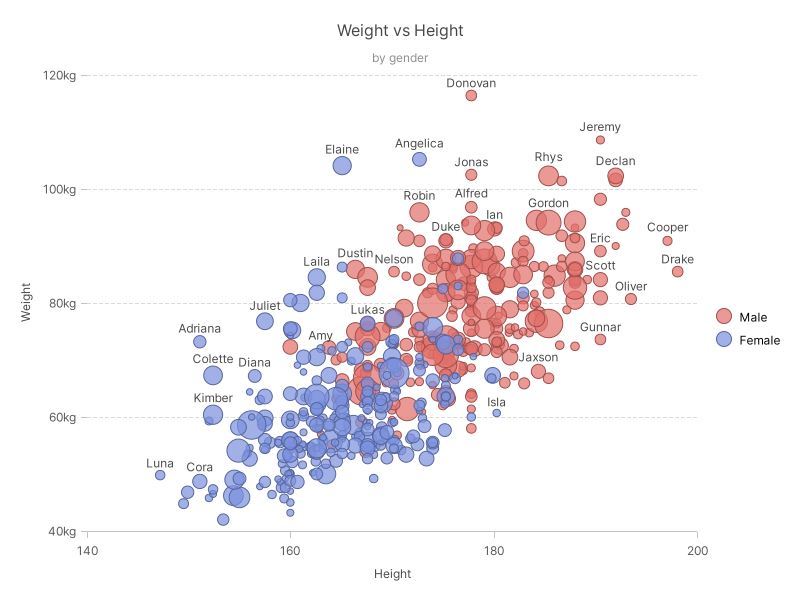 Weight vs Height
by gender
120kg
Donovan
Jeremy
Elaine
Angelica
Jonas
Rhys
Declan
100kg
Robin
Alfred
Gordon
Duke
Ian
Eric
Cooper
Laila
Dustin
Nelson
Scott
Drake
80kg
Juliet
Lukas
Oliver
Weight
Male
Adriana
Amy
Gunnar
Female
Colette
Diana
Jaxson
Kimber
Isla
60kg
Luna
Cora
40kg
140
160
180
200
Height